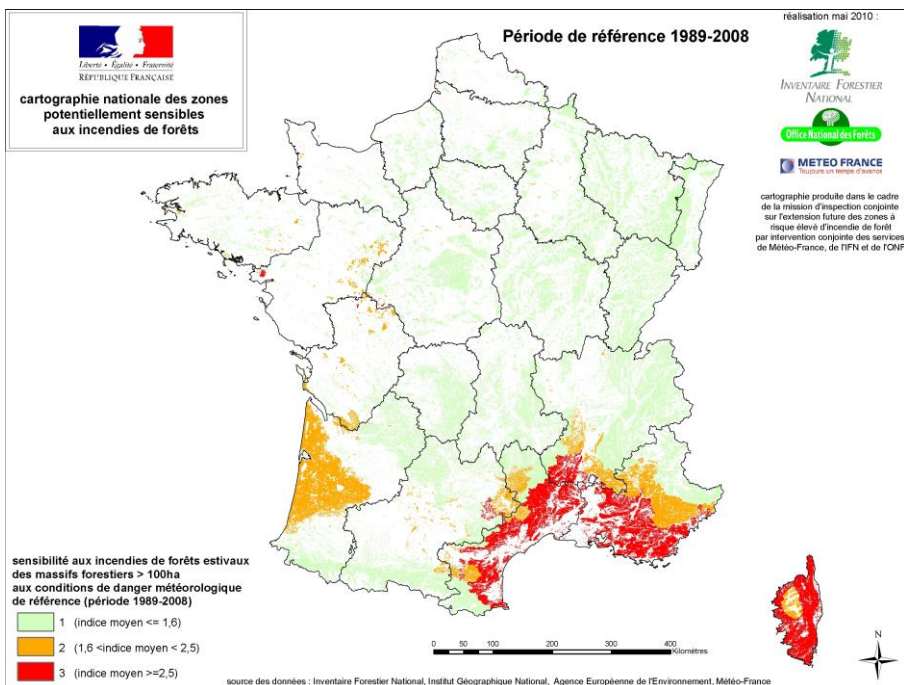 Liberté • Égalité • Fraternité
RÉPUBLIQUE FRANÇAISE
cartographie nationale des zones
potentiellement sensibles
aux incendies de forêts
Période de référence 1989-2008
réalisation mai 2010 :
INVENTAIRE FORESTIER
NATIONAL
Office National des Forêts
METEO FRANCE
Toujours un temps d'avance
cartographie produite dans le cadre
de la mission d'inspection conjointe
sur l'extension future des zones à
risque élevé d'incendie de forêt
par intervention conjointe des services
de Météo-France, de l'IFN et de l'ONF
sensibilité aux incendies de forêts estivaux
des massifs forestiers > 100ha
aux conditions de danger météorologique
de référence (période 1989-2008)
1 (indice moyen <= 1,6)
2 (1,6 <indice moyen < 2,5)
3 (indice moyen >=2,5)
0 50 100 200 300 400
Kilomètres
N
source des données : Inventaire Forestier National, Institut Géographique National, Agence Européenne de l'Environnement, Météo-France